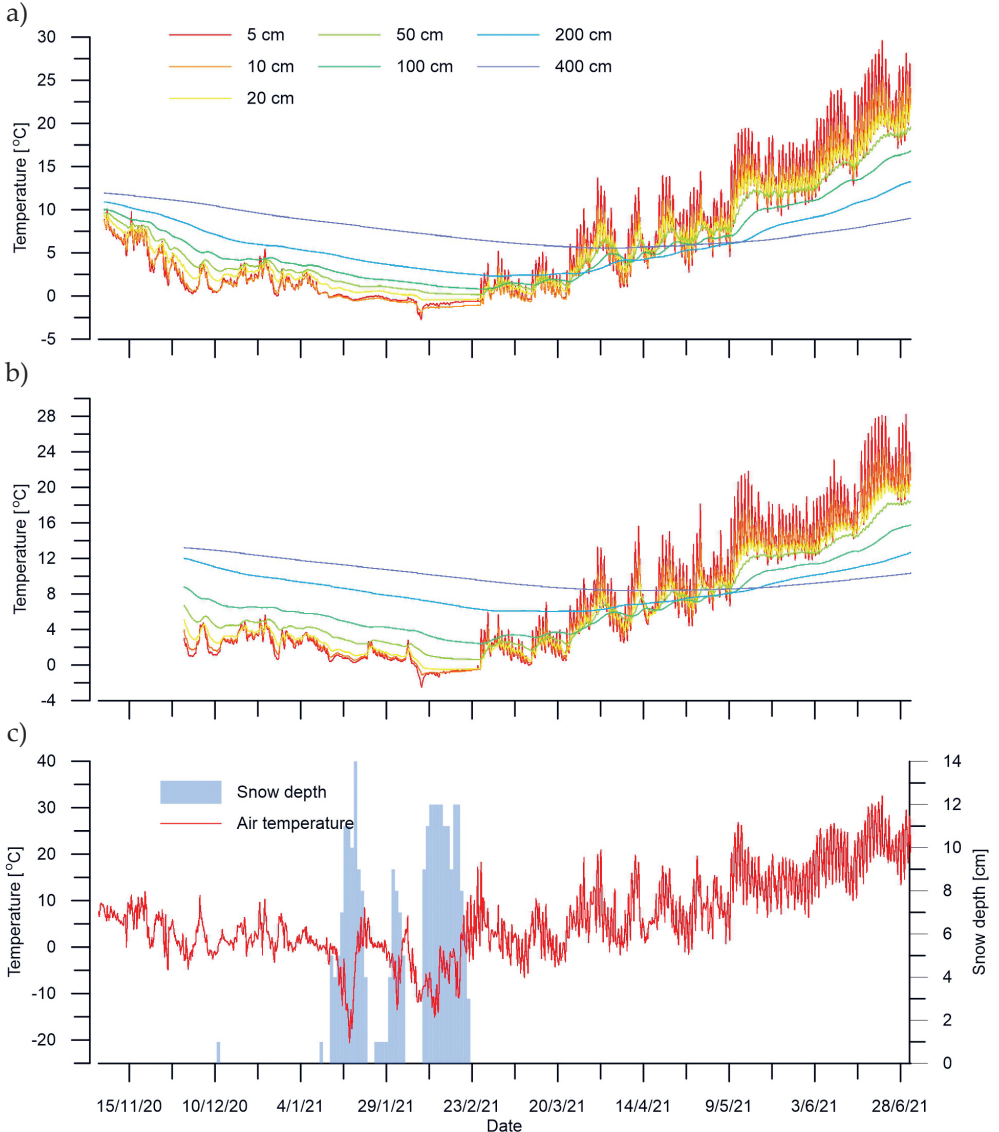 a)
5 cm 50 cm 200 cm
10 cm 100 cm 400 cm
20 cm
Temperature [°C]
30
25
20
15
10
5
0
-5
b)
Temperature [°C]
28
24
20
16
12
8
4
0
-4
c)
Snow depth
Air temperature
Temperature [°C]
40
30
20
10
0
-10
-20
Snow depth [cm]
14
12
10
8
6
4
2
0
15/11/20 10/12/20 4/1/21 29/1/21 23/2/21 20/3/21 14/4/21 9/5/21 3/6/21 28/6/21
Date